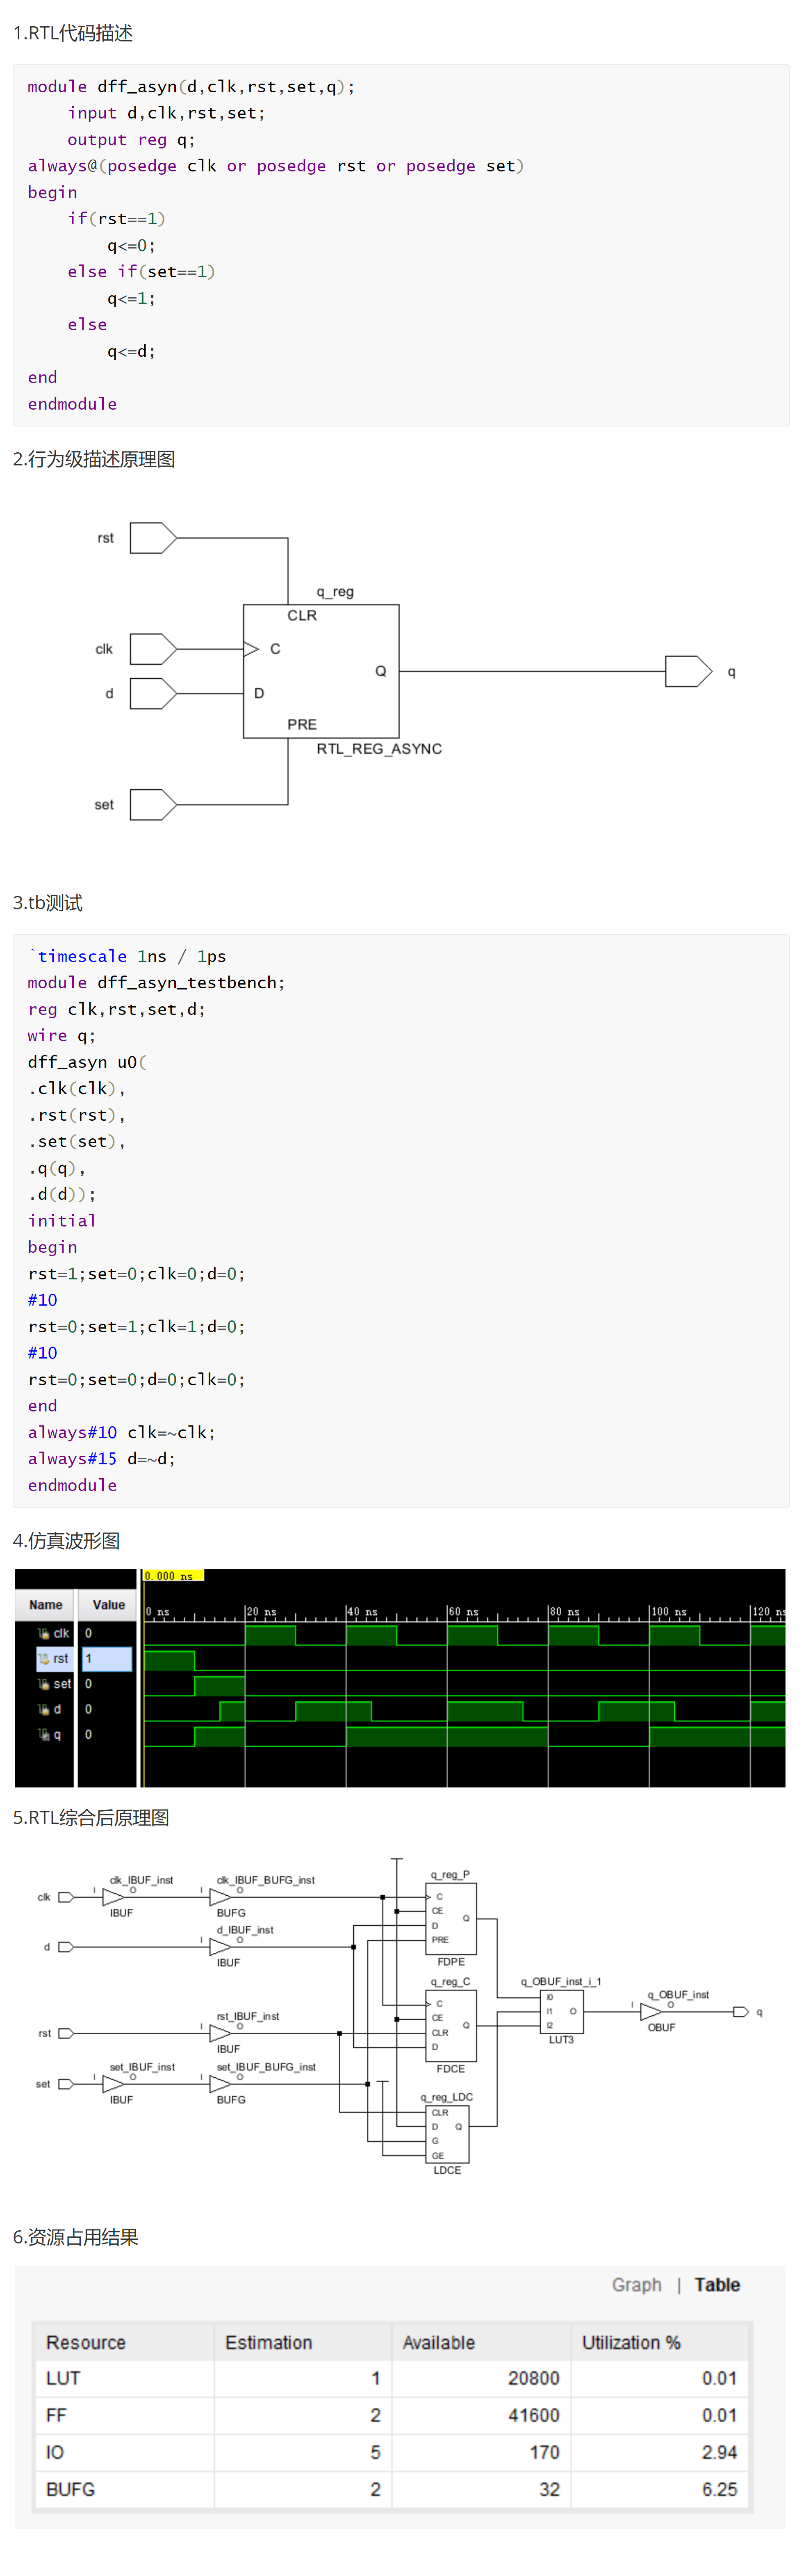 1.RTL代码描述
module dff_asyn(d,clk,rst,set,q);
input d,clk,rst,set;
output reg q;
always@(posedge clk or posedge rst or posedge set)
begin
if(rst==1)
q<=0;
else if(set==1)
q<=1;
else
q<=d;
end
endmodule
2.行为级描述原理图
rst
q_reg
CLR
clk
C
Q
q
d
D
PRE
RTL_REG_ASYNC
set
3.tb测试
`timescale 1ns / 1ps
module dff_asyn_testbench;
reg clk,rst,set,d;
wire q;
dff_asyn u0(
.clk(clk),
.rst(rst),
.set(set),
.q(q),
.d(d));
initial
begin
rst=1;set=0;clk=0;d=0;
#10
rst=0;set=1;clk=1;d=0;
#10
rst=0;set=0;d=0;clk=0;
end
always#10 clk=~clk;
always#15 d=~d;
endmodule
4.仿真波形图
0.000 ns
Name Value
0 ns 20 ns 40 ns 60 ns 80 ns 100 ns 120 ns
clk 0
rst 1
set 0
d 0
q 0
5.RTL综合后原理图
clk_IBUF_inst clk_IBUF_BUFG_inst q_reg_P
clk I O I O C
IBUF BUFG CE
d_IBUF_inst D Q
d I O PRE
IBUF FDPE
q_reg_C q_OBUF_inst_i_1
C I0 q_OBUF_inst
rst_IBUF_inst CE I1 O I O q
rst I O CLR Q I2 OBUF
IBUF D LUT3
set_IBUF_inst set_IBUF_BUFG_inst FDCE
set I O I O
IBUF BUFG q_reg_LDC
CLR
D Q
G
GE
LDCE
6.资源占用结果
Graph | Table
Resource Estimation Available Utilization %
LUT 1 20800 0.01
FF 2 41600 0.01
IO 5 170 2.94
BUFG 2 32 6.25